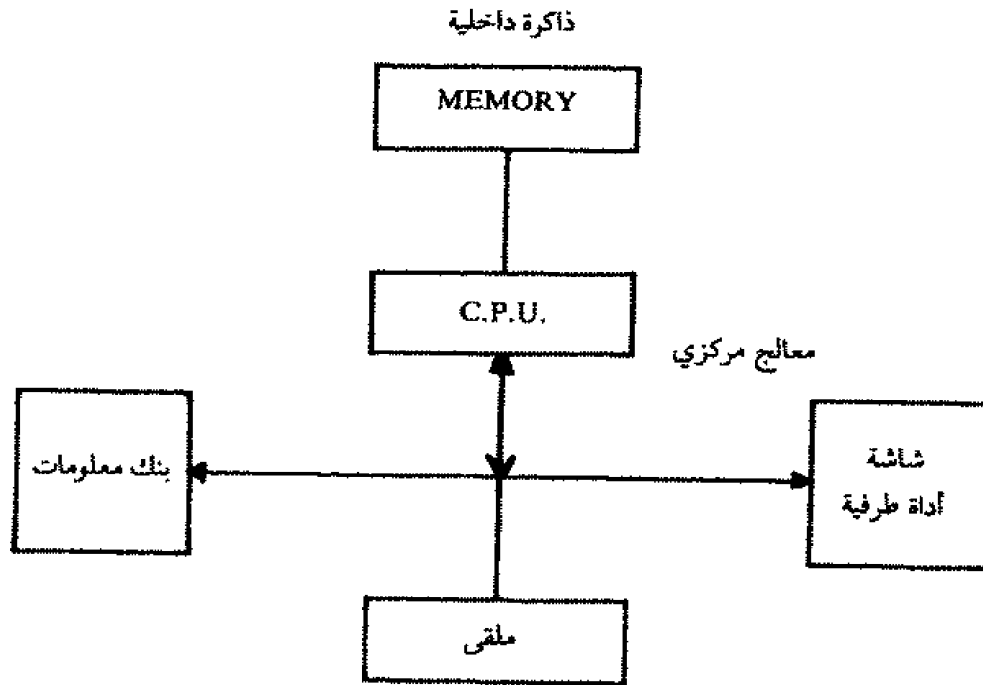 ذاكرة داخلية
MEMORY
C.P.U.
معالج مركزي
بنك معلومات
شاشة
أداة طرفية
ملقى